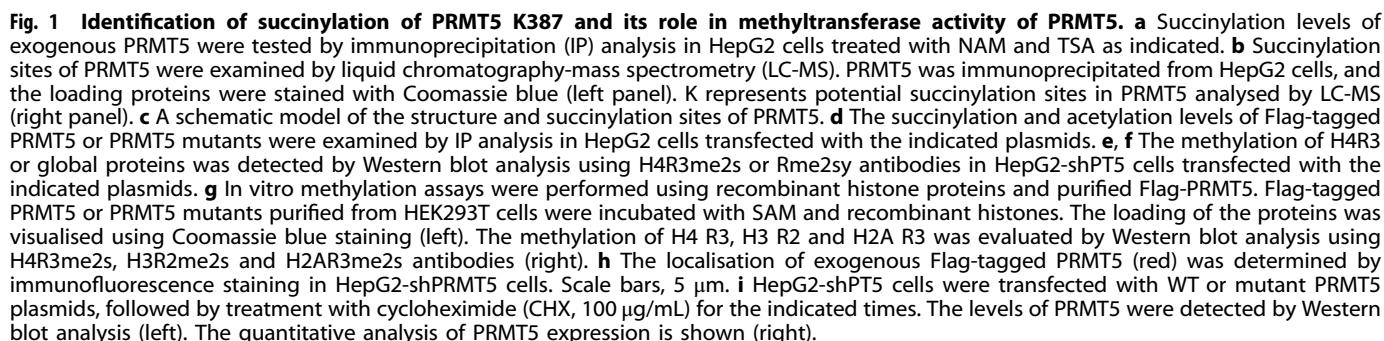 Fig. 1 Identification of succinylation of PRMT5 K387 and its role in methyltransferase activity of PRMT5. a Succinylation levels of
exogenous PRMT5 were tested by immunoprecipitation (IP) analysis in HepG2 cells treated with NAM and TSA as indicated. b Succinylation
sites of PRMT5 were examined by liquid chromatography-mass spectrometry (LC-MS). PRMT5 was immunoprecipitated from HepG2 cells, and
the loading proteins were stained with Coomassie blue (left panel). K represents potential succinylation sites in PRMT5 analysed by LC-MS
(right panel). c A schematic model of the structure and succinylation sites of PRMT5. d The succinylation and acetylation levels of Flag-tagged
PRMT5 or PRMT5 mutants were examined by IP analysis in HepG2 cells transfected with the indicated plasmids. e, f The methylation of H4R3
or global proteins was detected by Western blot analysis using H4R3me2s or Rme2sy antibodies in HepG2-shPT5 cells transfected with the
indicated plasmids. g In vitro methylation assays were performed using recombinant histone proteins and purified Flag-PRMT5. Flag-tagged
PRMT5 or PRMT5 mutants purified from HEK293T cells were incubated with SAM and recombinant histones. The loading of the proteins was
visualised using Coomassie blue staining (left). The methylation of H4 R3, H3 R2 and H2A R3 was evaluated by Western blot analysis using
H4R3me2s, H3R2me2s and H2AR3me2s antibodies (right). h The localisation of exogenous Flag-tagged PRMT5 (red) was determined by
immunofluorescence staining in HepG2-shPRMT5 cells. Scale bars, 5 μm. i HepG2-shPT5 cells were transfected with WT or mutant PRMT5
plasmids, followed by treatment with cycloheximide (CHX, 100 μg/mL) for the indicated times. The levels of PRMT5 were detected by Western
blot analysis (left). The quantitative analysis of PRMT5 expression is shown (right).